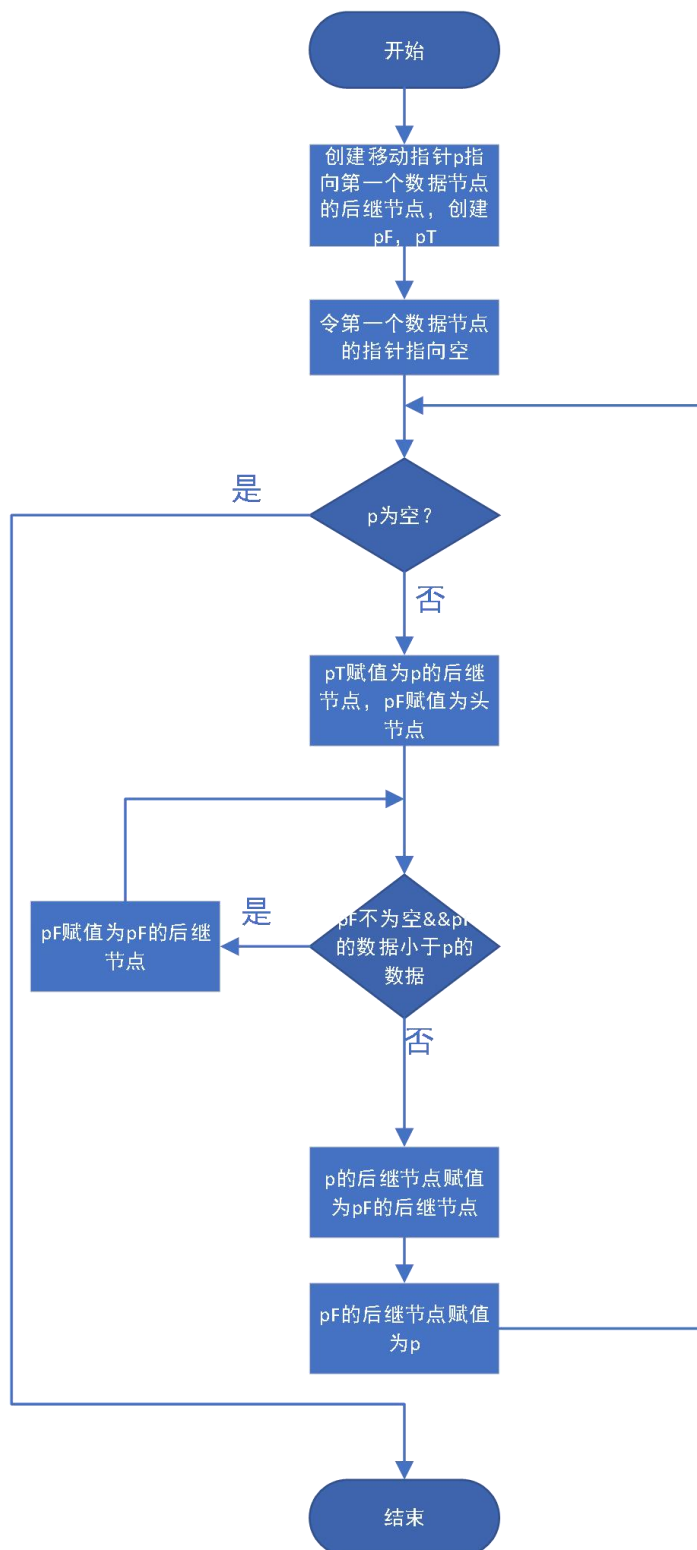 开始
创建移动指针p指
向第一个数据节点
的后继节点，创建
pF，pT
令第一个数据节点
的指针指向空
是
p为空？
否
pT赋值为p的后继
节点，pF赋值为头
节点
是
pF赋值为pF的后继
节点
pF不为空&&pF
的数据小于p的
数据
否
p的后继节点赋值
为pF的后继节点
pF的后继节点赋值
为p
结束